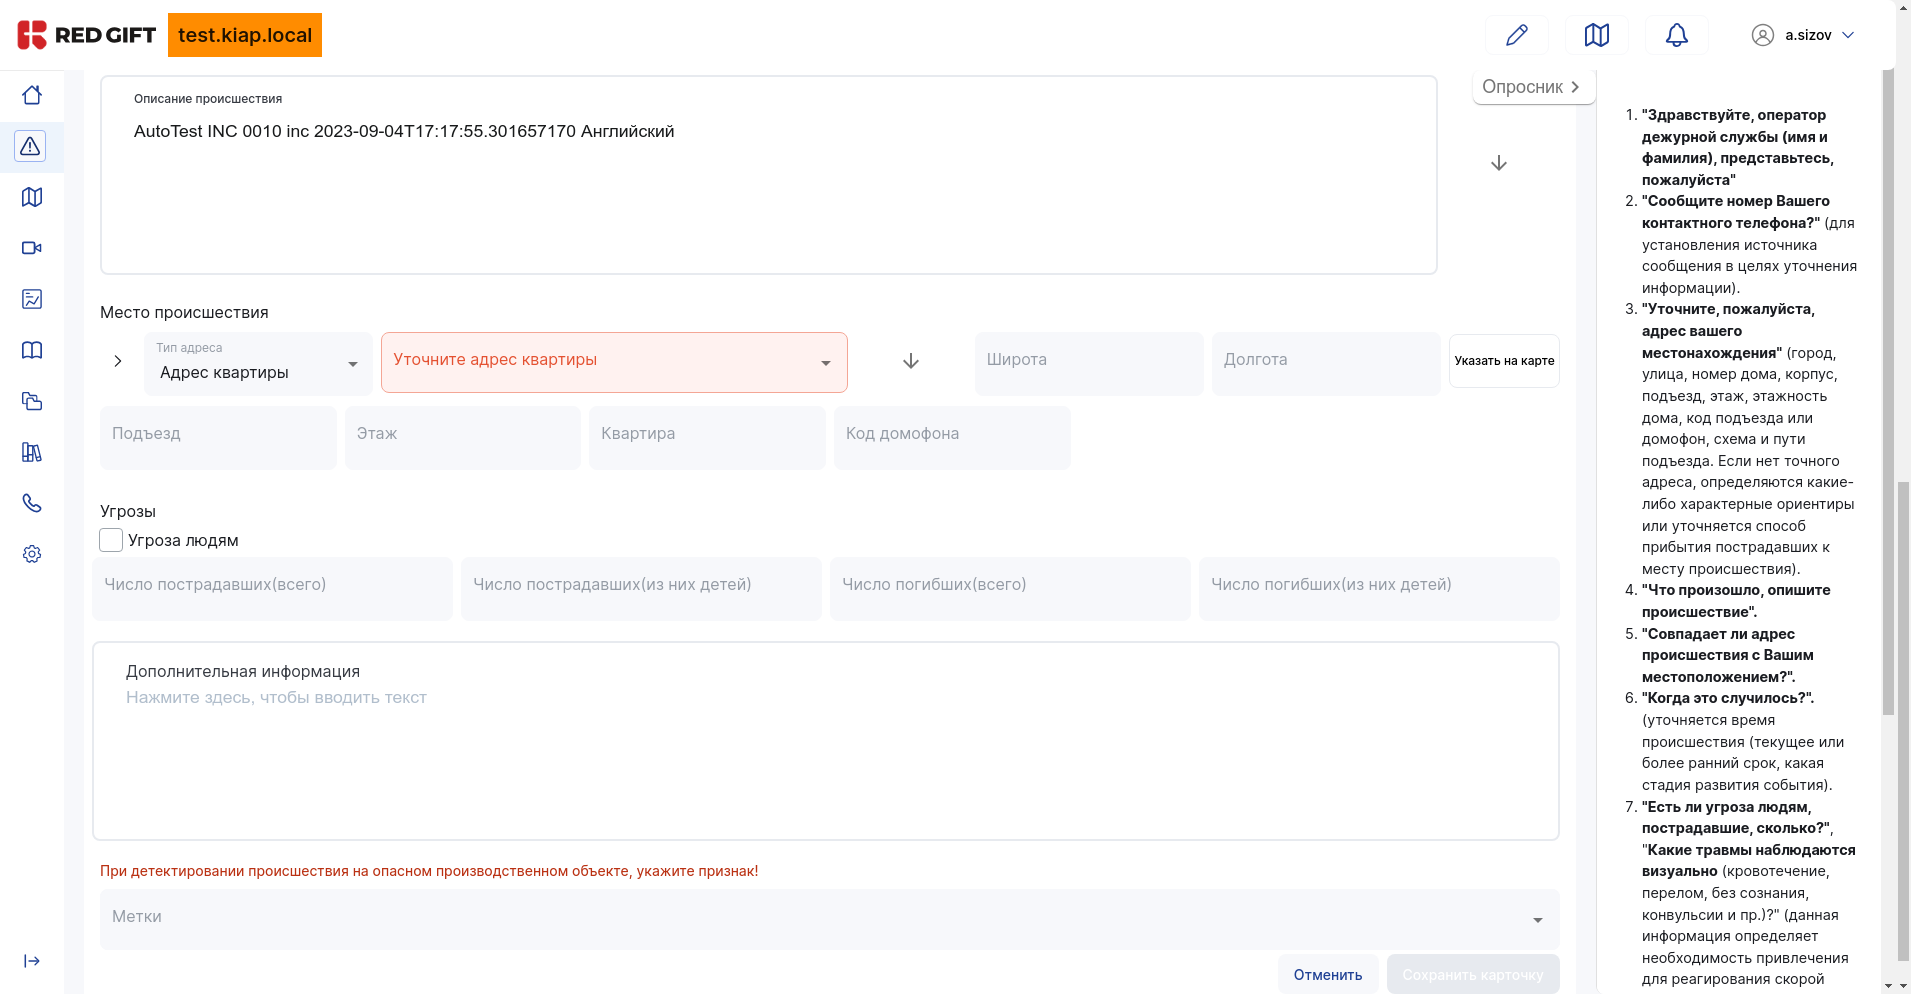 RED GIFT
test.kiap.local
a.sizov
Описание происшествия
AutoTest INC 0010 inc 2023-09-04T17:17:55.301657170 Английский
Опросник
Место происшествия
Тип адреса
Адрес квартиры
Уточните адрес квартиры
Широта
Долгота
Указать на карте
Подъезд
Этаж
Квартира
Код домофона
Угрозы
Угроза людям
Число пострадавших(всего)
Число пострадавших(из них детей)
Число погибших(всего)
Число погибших(из них детей)
Дополнительная информация
Нажмите здесь, чтобы вводить текст
При детектировании происшествия на опасном производственном объекте, укажите признак!
Метки
Отменить
Сохранить карточку
1. "Здравствуйте, оператор
дежурной службы (имя и
фамилия), представьтесь,
пожалуйста"
2. "Сообщите номер Вашего
контактного телефона?" (для
установления источника
сообщения в целях уточнения
информации).
3. "Уточните, пожалуйста,
адрес вашего
местонахождения" (город,
улица, номер дома, корпус,
подъезд, этаж, этажность
дома, код подъезда или
домофон, схема и пути
подъезда. Если нет точного
адреса, определяются какие-
либо характерные ориентиры
или уточняется способ
прибытия пострадавших к
месту происшествия).
4. "Что произошло, опишите
происшествие".
5. "Совпадает ли адрес
происшествия с Вашим
местоположением?".
6. "Когда это случилось?".
(уточняется время
происшествия (текущее или
более ранний срок, какая
стадия развития события).
7. "Есть ли угроза людям,
пострадавшие, сколько?",
"Какие травмы наблюдаются
визуально (кровотечение,
перелом, без сознания,
конвульсии и пр.)?" (данная
информация определяет
необходимость привлечения
для реагирования скорой